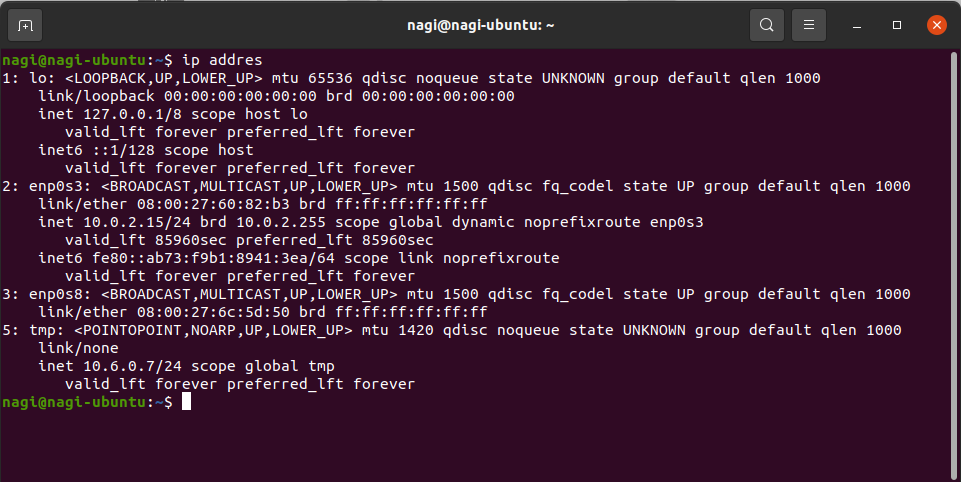 nagi@nagi-ubuntu: ~
nagi@nagi-ubuntu:~$ ip addres
1: lo: <LOOPBACK,UP,LOWER_UP> mtu 65536 qdisc noqueue state UNKNOWN group default qlen 1000
    link/loopback 00:00:00:00:00:00 brd 00:00:00:00:00:00
    inet 127.0.0.1/8 scope host lo
       valid_lft forever preferred_lft forever
    inet6 ::1/128 scope host
       valid_lft forever preferred_lft forever
2: enp0s3: <BROADCAST,MULTICAST,UP,LOWER_UP> mtu 1500 qdisc fq_codel state UP group default qlen 1000
    link/ether 08:00:27:60:82:b3 brd ff:ff:ff:ff:ff:ff
    inet 10.0.2.15/24 brd 10.0.2.255 scope global dynamic noprefixroute enp0s3
       valid_lft 85960sec preferred_lft 85960sec
    inet6 fe80::ab73:f9b1:8941:3ea/64 scope link noprefixroute
       valid_lft forever preferred_lft forever
3: enp0s8: <BROADCAST,MULTICAST,UP,LOWER_UP> mtu 1500 qdisc fq_codel state UP group default qlen 1000
    link/ether 08:00:27:6c:5d:50 brd ff:ff:ff:ff:ff:ff
5: tmp: <POINTOPOINT,NOARP,UP,LOWER_UP> mtu 1420 qdisc noqueue state UNKNOWN group default qlen 1000
    link/none
    inet 10.6.0.7/24 scope global tmp
       valid_lft forever preferred_lft forever
nagi@nagi-ubuntu:~$